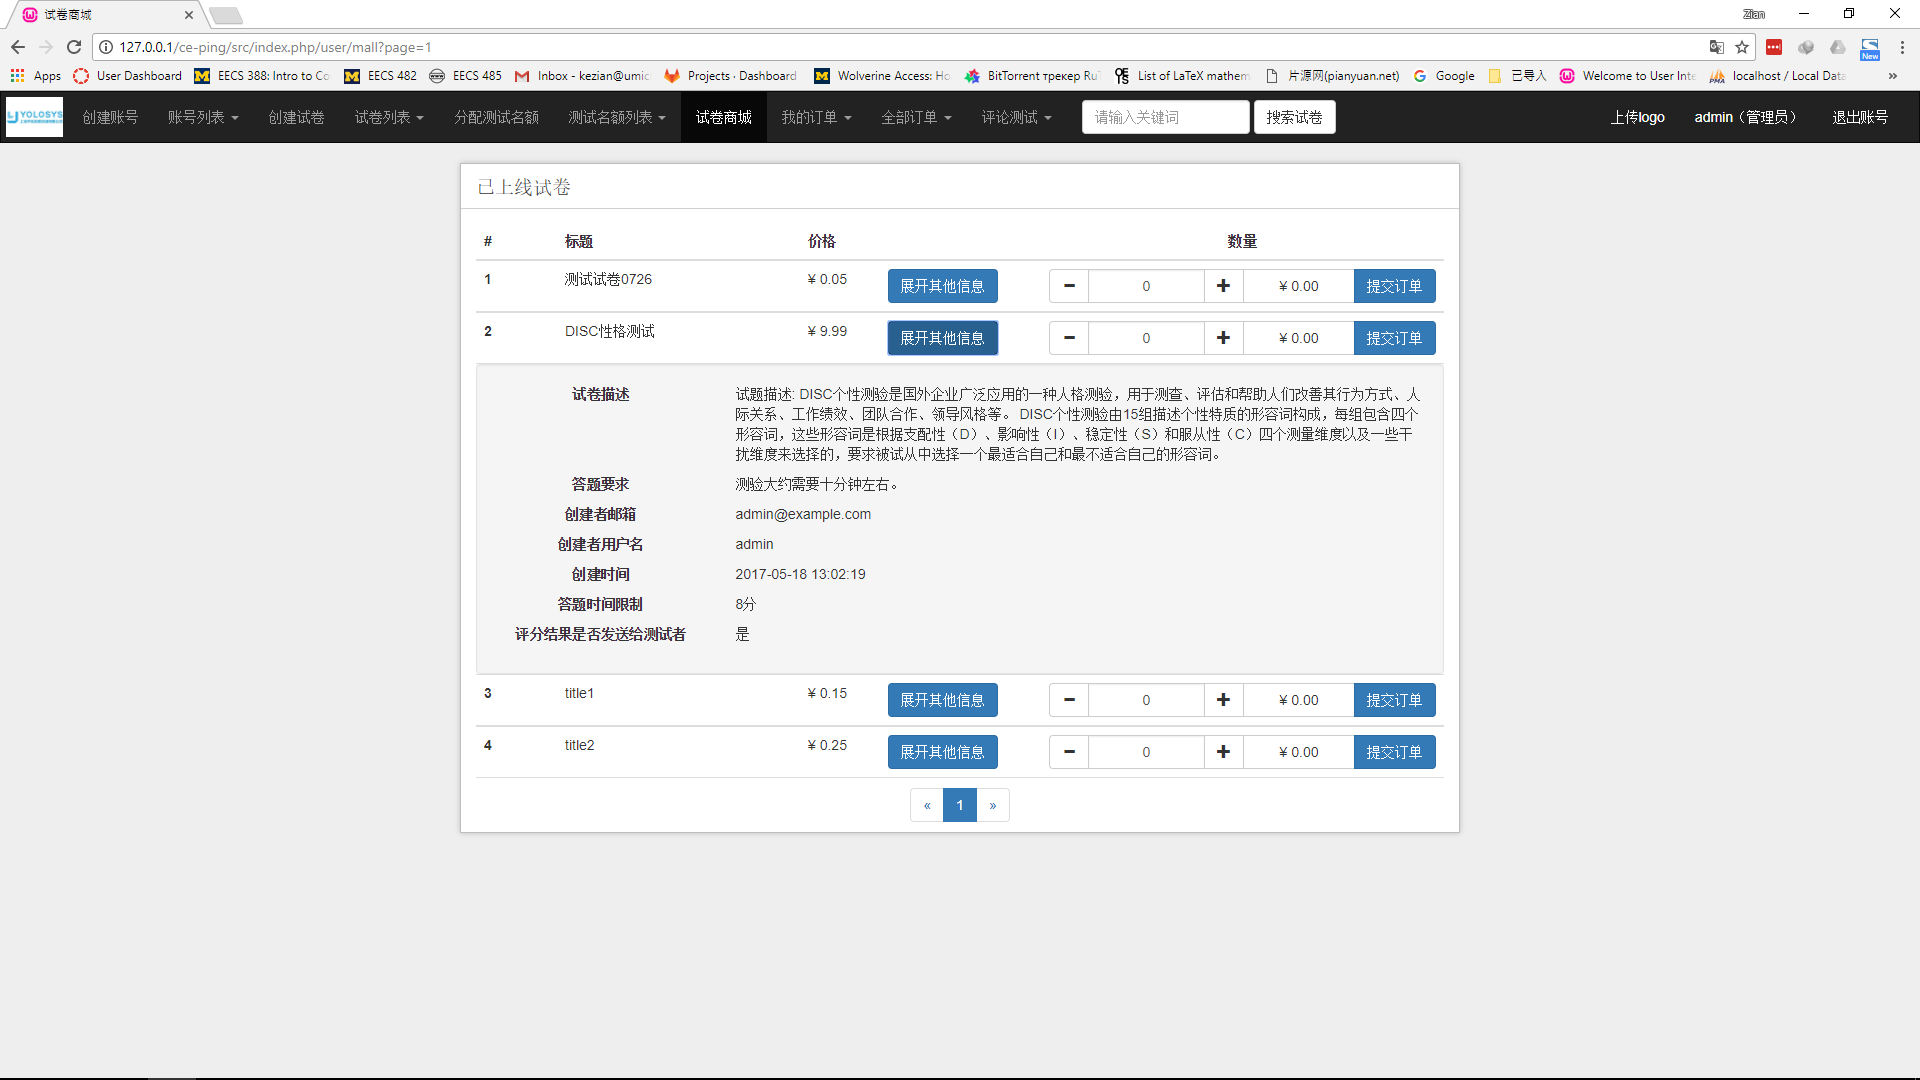 试卷商城
Zian
127.0.0.1/ce-ping/src/index.php/user/mall?page=1
Apps User Dashboard EECS 388: Intro to Co EECS 482 EECS 485 Inbox - kezian@umic Projects · Dashboard Wolverine Access: Ho BitTorrent трекер Ru List of LaTeX mathem 片源网(pianyuan.net) Google 已导入 Welcome to User Inte localhost / Local Data »
New
YOLOSYS 创建账号 账号列表 创建试卷 试卷列表 分配测试名额 测试名额列表 试卷商城 我的订单 全部订单 评论测试 请输入关键词 搜索试卷 上传logo admin（管理员） 退出账号
已上线试卷
# 标题 价格 数量
1 测试试卷0726 ¥ 0.05 展开其他信息 − 0 + ¥ 0.00 提交订单
2 DISC性格测试 ¥ 9.99 展开其他信息 − 0 + ¥ 0.00 提交订单
试卷描述 试题描述: DISC个性测验是国外企业广泛应用的一种人格测验，用于测查、评估和帮助人们改善其行为方式、人
际关系、工作绩效、团队合作、领导风格等。 DISC个性测验由15组描述个性特质的形容词构成，每组包含四个
形容词，这些形容词是根据支配性（D）、影响性（I）、稳定性（S）和服从性（C）四个测量维度以及一些干
扰维度来选择的，要求被试从中选择一个最适合自己和最不适合自己的形容词。
答题要求 测验大约需要十分钟左右。
创建者邮箱 admin@example.com
创建者用户名 admin
创建时间 2017-05-18 13:02:19
答题时间限制 8分
评分结果是否发送给测试者 是
3 title1 ¥ 0.15 展开其他信息 − 0 + ¥ 0.00 提交订单
4 title2 ¥ 0.25 展开其他信息 − 0 + ¥ 0.00 提交订单
« 1 »